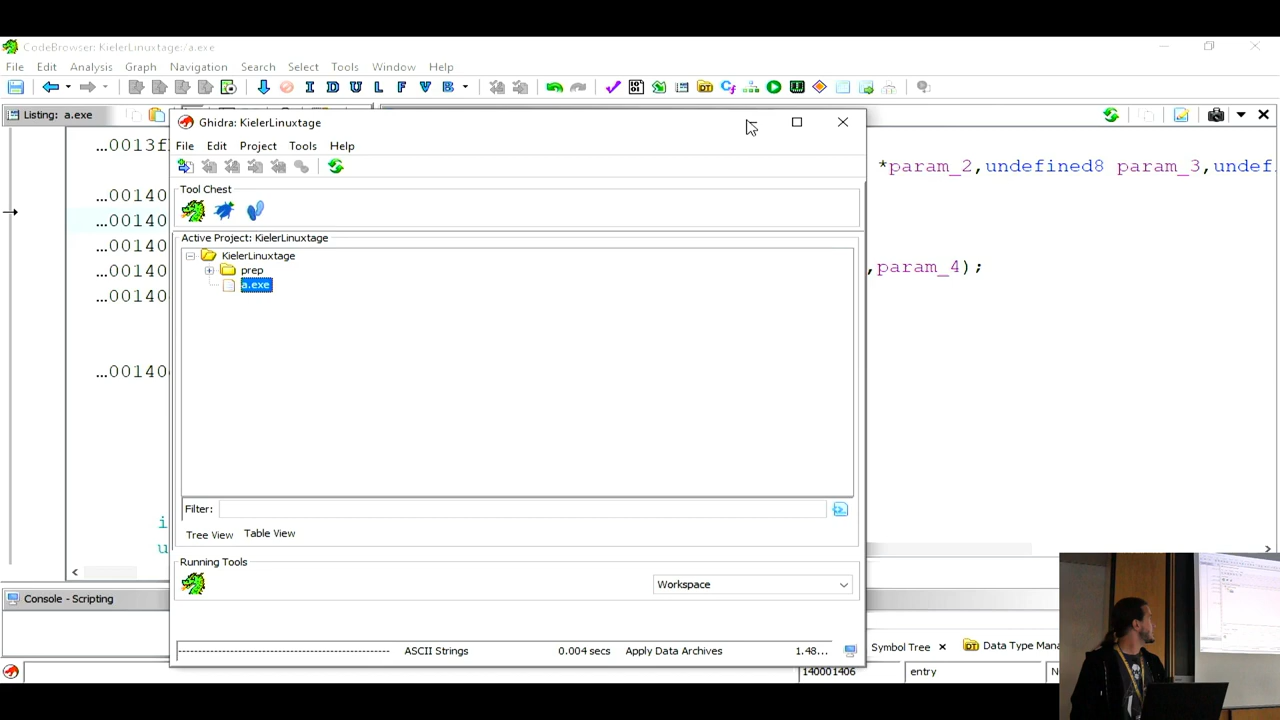 CodeBrowser: KielerLinuxtage:/a.exe
File Edit Analysis Graph Navigation Search Select Tools Window Help
I D U L F V B
Listing: a.exe
Ghidra: KielerLinuxtage
File Edit Project Tools Help
Tool Chest
Active Project: KielerLinuxtage
KielerLinuxtage
prep
a.exe
Filter:
Tree View Table View
Running Tools
Workspace
ASCII Strings 0.004 secs Apply Data Archives 1.48...
...0013f
...00140
...00140
...00140
...00140
...00140
...00140
i
u
*param_2,undefined8 param_3,undef
,param_4);
Console - Scripting
Symbol Tree Data Type Mana
140001406 entry